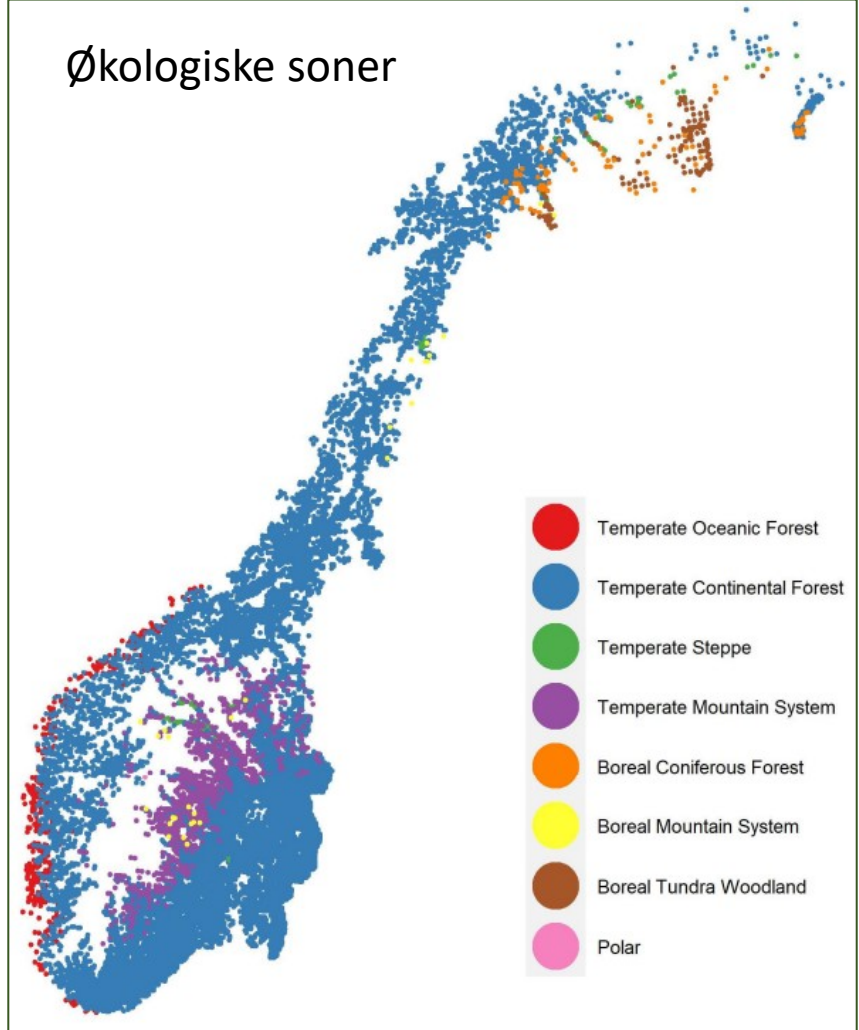 Økologiske soner
Temperate Oceanic Forest
Temperate Continental Forest
Temperate Steppe
Temperate Mountain System
Boreal Coniferous Forest
Boreal Mountain System
Boreal Tundra Woodland
Polar